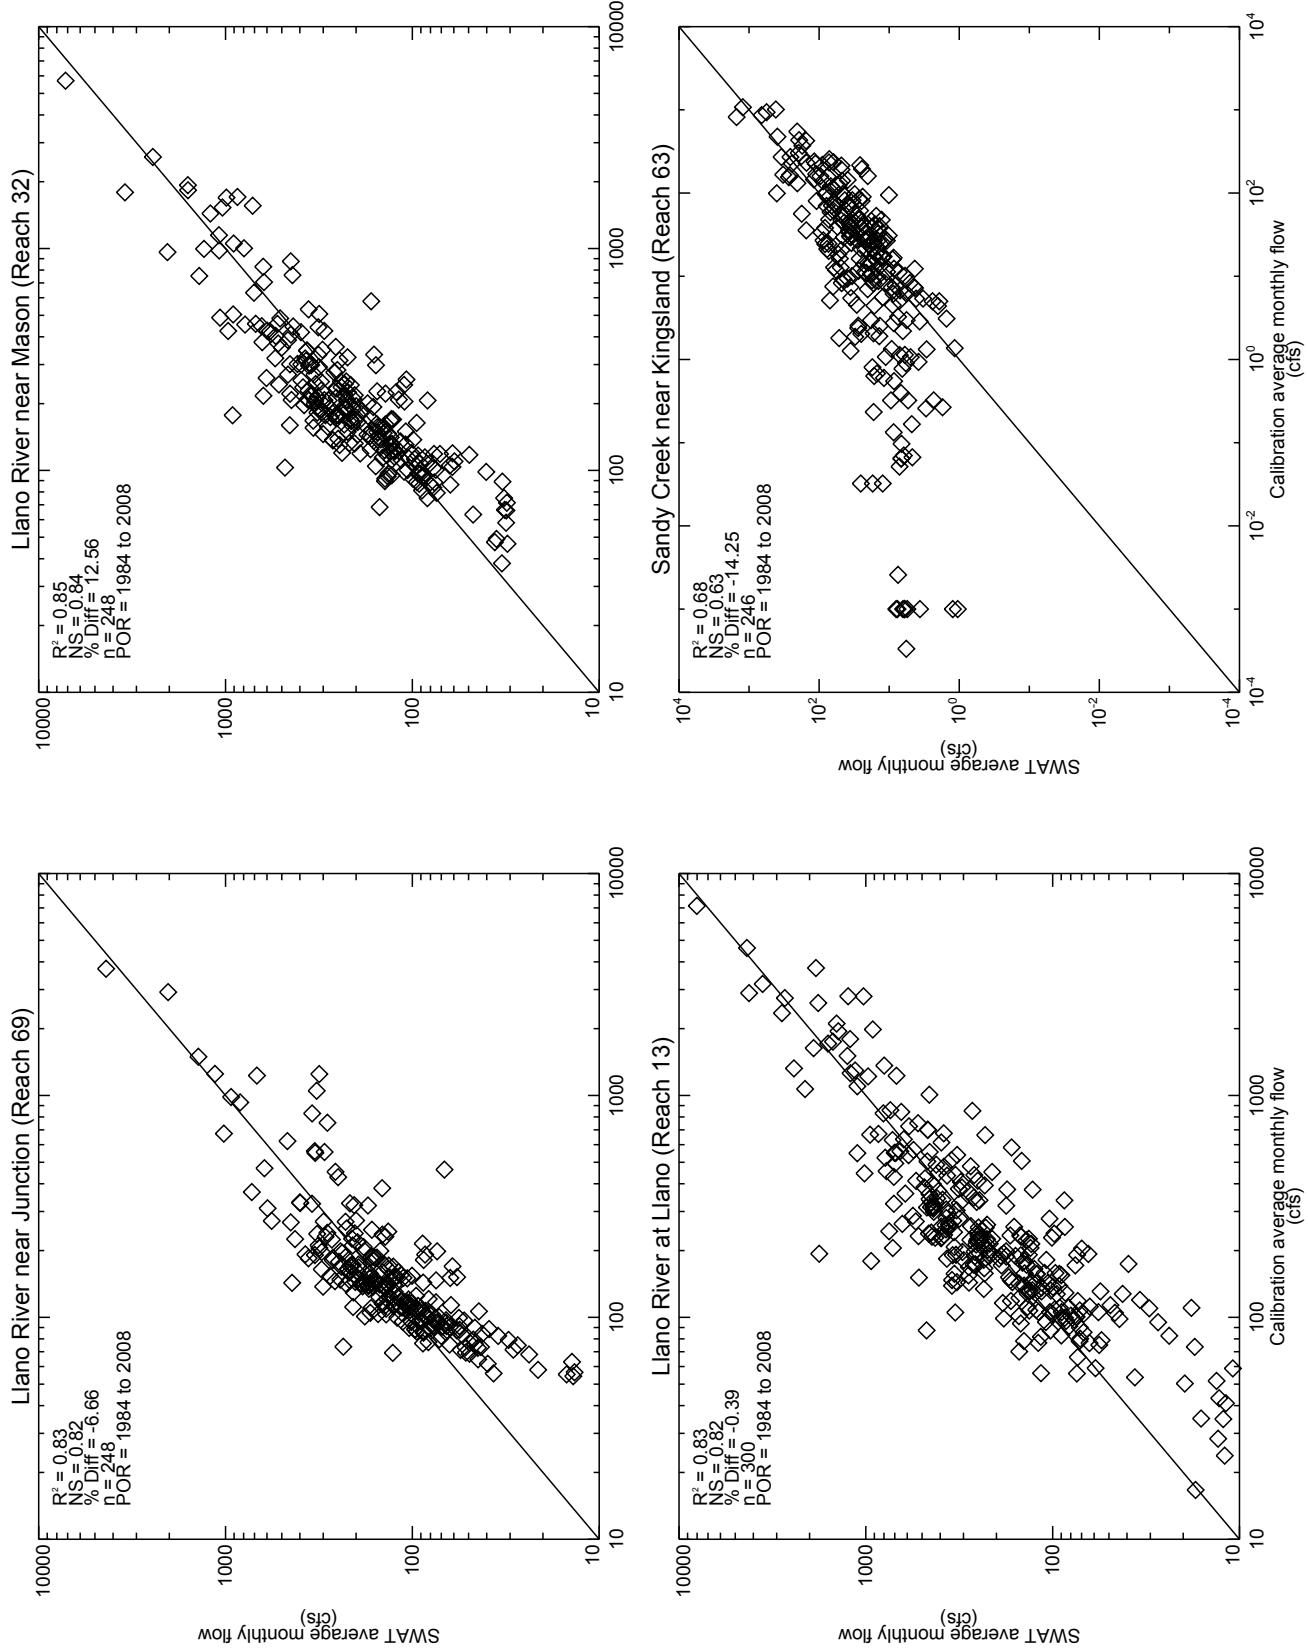 Llano River near Junction (Reach 69)
R² = 0.83
NS = 0.82
% Diff = -6.66
n = 248
POR = 1984 to 2008
10000
1000
100
10
SWAT average monthly flow
(cfs)
10
100
1000
10000
Llano River near Mason (Reach 32)
R² = 0.85
NS = 0.84
% Diff = 12.56
n = 248
POR = 1984 to 2008
10000
1000
100
10
10
100
1000
10000
Llano River at Llano (Reach 13)
R² = 0.83
NS = 0.82
% Diff = -0.39
n = 300
POR = 1984 to 2008
10000
1000
100
10
SWAT average monthly flow
(cfs)
10
100
1000
10000
Calibration average monthly flow
(cfs)
Sandy Creek near Kingsland (Reach 63)
R² = 0.68
NS = 0.63
% Diff = -14.25
n = 246
POR = 1984 to 2008
10⁴
10²
10⁰
10⁻²
10⁻⁴
SWAT average monthly flow
(cfs)
10⁻⁴
10⁻²
10⁰
10²
10⁴
Calibration average monthly flow
(cfs)